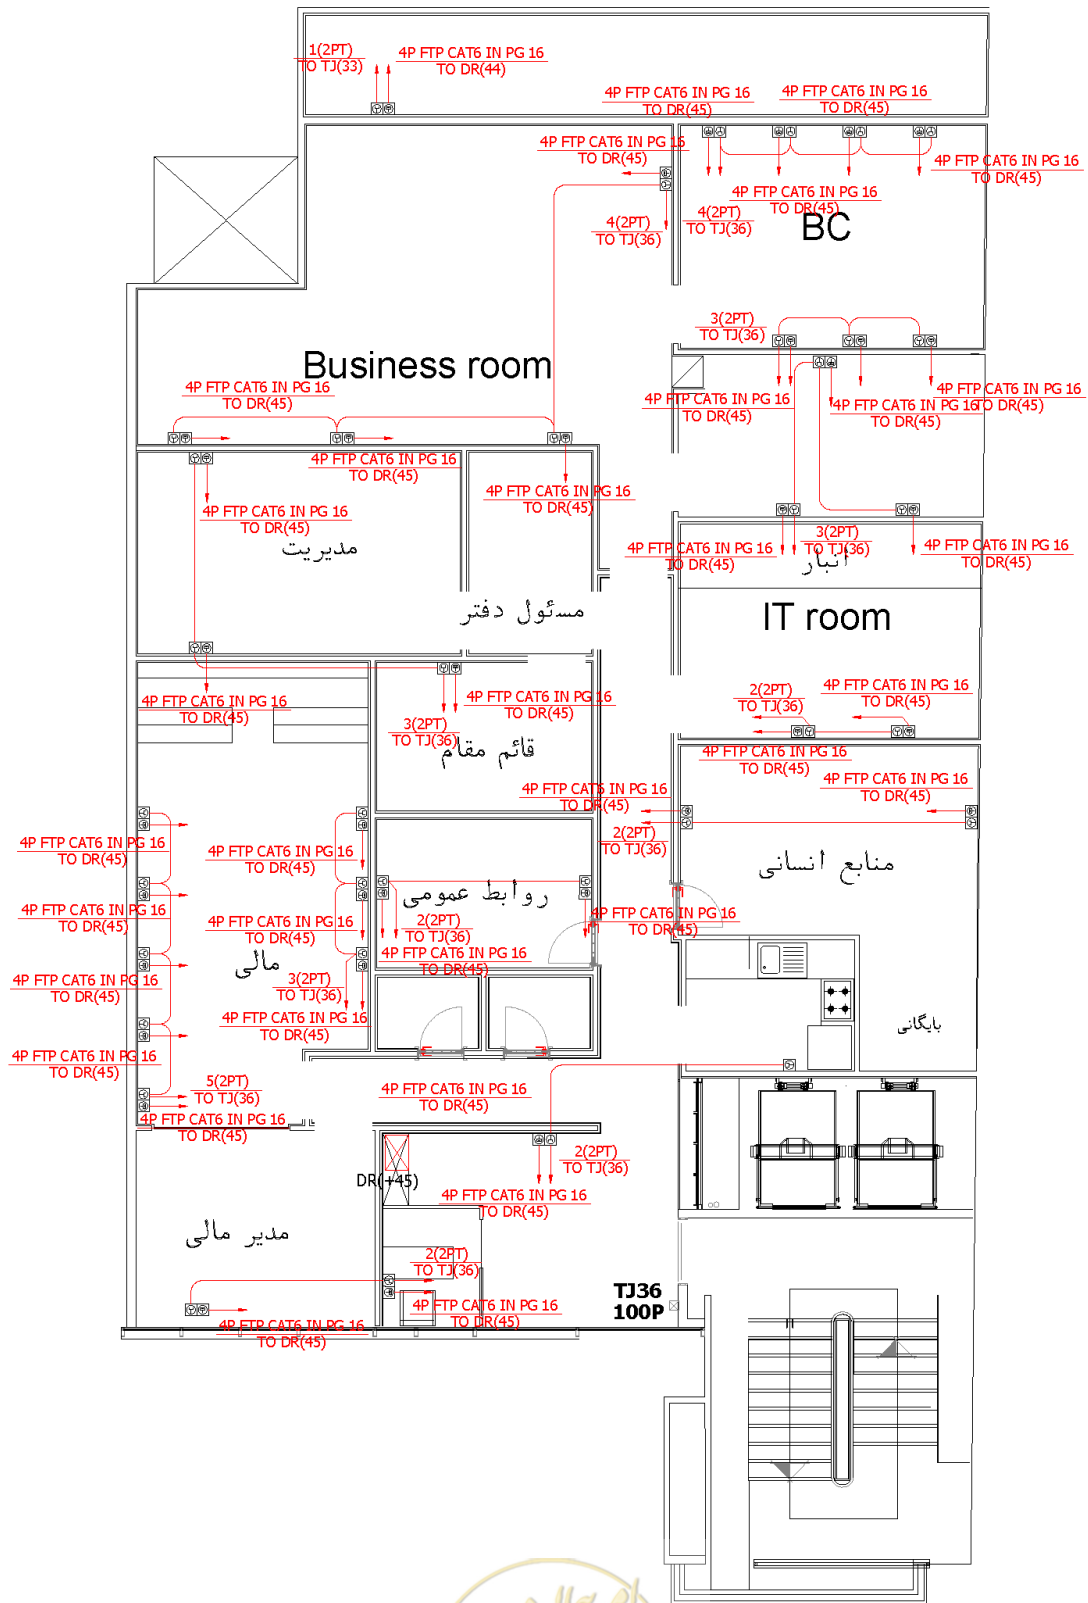 1(2PT)
TO TJ(33)
4P FTP CAT6 IN PG 16
TO DR(44)
4P FTP CAT6 IN PG 16
TO DR(45)
4P FTP CAT6 IN PG 16
TO DR(45)
4P FTP CAT6 IN PG 16
TO DR(45)
4P FTP CAT6 IN PG 16
TO DR(45)
4P FTP CAT6 IN PG 16
TO DR(45)
4(2PT)
TO TJ(36)
4(2PT)
TO TJ(36)
BC
3(2PT)
TO TJ(36)
Business room
4P FTP CAT6 IN PG 16
TO DR(45)
4P FTP CAT6 IN PG 16
TO DR(45)
4P FTP CAT6 IN PG 16
TO DR(45)
4P FTP CAT6 IN PG 16
TO DR(45)
4P FTP CAT6 IN PG 16
TO DR(45)
4P FTP CAT6 IN PG 16
TO DR(45)
4P FTP CAT6 IN PG 16
TO DR(45)
مدیریت
3(2PT)
TO TJ(36)
4P FTP CAT6 IN PG 16
TO DR(45)
4P FTP CAT6 IN PG 16
TO DR(45)
انبار
مسئول دفتر
IT room
4P FTP CAT6 IN PG 16
TO DR(45)
4P FTP CAT6 IN PG 16
TO DR(45)
2(2PT)
TO TJ(36)
4P FTP CAT6 IN PG 16
TO DR(45)
3(2PT)
TO TJ(36)
قائم مقام
4P FTP CAT6 IN PG 16
TO DR(45)
4P FTP CAT6 IN PG 16
TO DR(45)
4P FTP CAT6 IN PG 16
TO DR(45)
2(2PT)
TO TJ(36)
4P FTP CAT6 IN PG 16
TO DR(45)
4P FTP CAT6 IN PG 16
TO DR(45)
منابع انسانی
4P FTP CAT6 IN PG 16
TO DR(45)
4P FTP CAT6 IN PG 16
TO DR(45)
روابط عمومی
2(2PT)
TO TJ(36)
4P FTP CAT6 IN PG 16
TO DR(45)
4P FTP CAT6 IN PG 16
TO DR(45)
مالی
4P FTP CAT6 IN PG 16
TO DR(45)
3(2PT)
TO TJ(36)
4P FTP CAT6 IN PG 16
TO DR(45)
بایگانی
4P FTP CAT6 IN PG 16
TO DR(45)
5(2PT)
TO TJ(36)
4P FTP CAT6 IN PG 16
TO DR(45)
4P FTP CAT6 IN PG 16
TO DR(45)
2(2PT)
TO TJ(36)
DR(+45)
4P FTP CAT6 IN PG 16
TO DR(45)
مدیر مالی
2(2PT)
TO TJ(36)
4P FTP CAT6 IN PG 16
TO DR(45)
TJ36
100P
4P FTP CAT6 IN PG 16
TO DR(45)